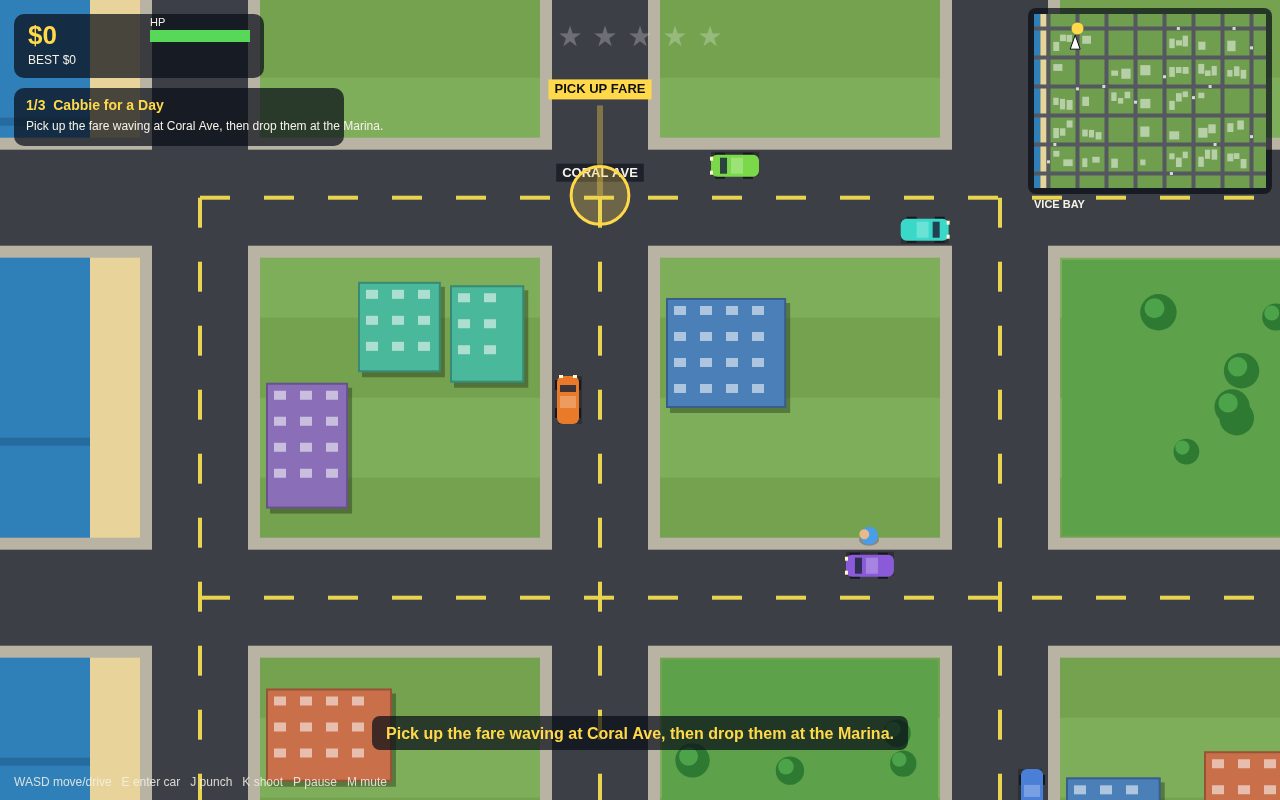 $0
HP
BEST $0
1/3 Cabbie for a Day
Pick up the fare waving at Coral Ave, then drop them at the Marina.
PICK UP FARE
CORAL AVE
VICE BAY
Pick up the fare waving at Coral Ave, then drop them at the Marina.
WASD move/drive E enter car J punch K shoot P pause M mute